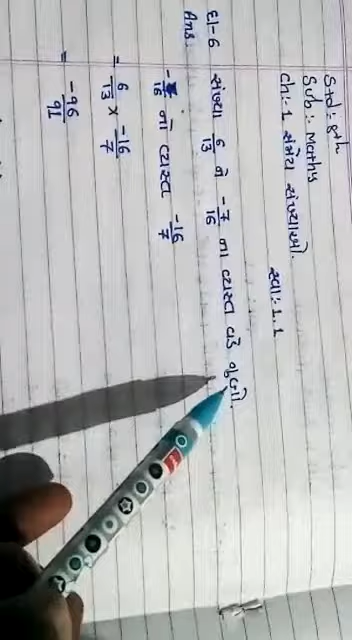 Std : 8th
Sub : Maths
Ch : 1 સંમેય સંખ્યાઓ.
સ્વા : 1.1
દા-6 સંખ્યા 6/13 ને -7/16 ના વ્યસ્ત વડે ગુણો.
Ans:
-7/16 નો વ્યસ્ત -16/7
= 6/13 × -16/7
= -96/91